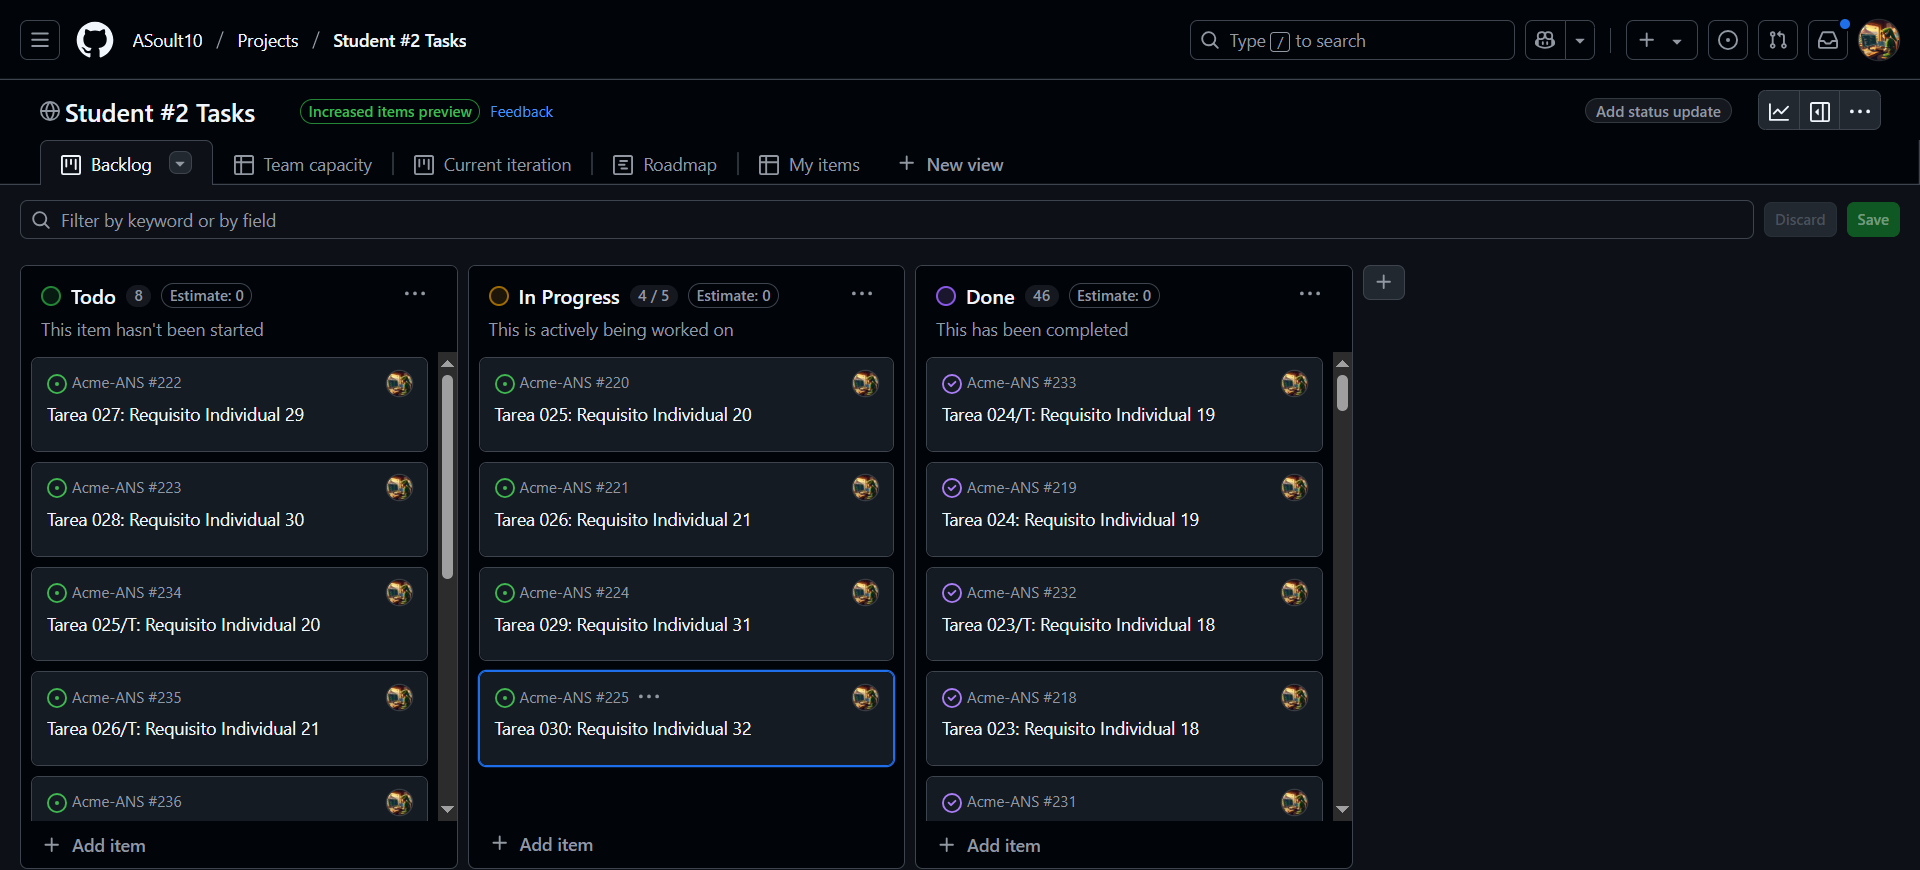 ASoult10 / Projects / Student #2 Tasks
Type / to search
Student #2 Tasks
Increased items preview
Feedback
Add status update
Backlog
Team capacity
Current iteration
Roadmap
My items
New view
Filter by keyword or by field
Discard
Save
Todo 8 Estimate: 0
This item hasn't been started
Acme-ANS #222
Tarea 027: Requisito Individual 29
Acme-ANS #223
Tarea 028: Requisito Individual 30
Acme-ANS #234
Tarea 025/T: Requisito Individual 20
Acme-ANS #235
Tarea 026/T: Requisito Individual 21
Acme-ANS #236
Add item
In Progress 4 / 5 Estimate: 0
This is actively being worked on
Acme-ANS #220
Tarea 025: Requisito Individual 20
Acme-ANS #221
Tarea 026: Requisito Individual 21
Acme-ANS #224
Tarea 029: Requisito Individual 31
Acme-ANS #225
Tarea 030: Requisito Individual 32
Add item
Done 46 Estimate: 0
This has been completed
Acme-ANS #233
Tarea 024/T: Requisito Individual 19
Acme-ANS #219
Tarea 024: Requisito Individual 19
Acme-ANS #232
Tarea 023/T: Requisito Individual 18
Acme-ANS #218
Tarea 023: Requisito Individual 18
Acme-ANS #231
Add item